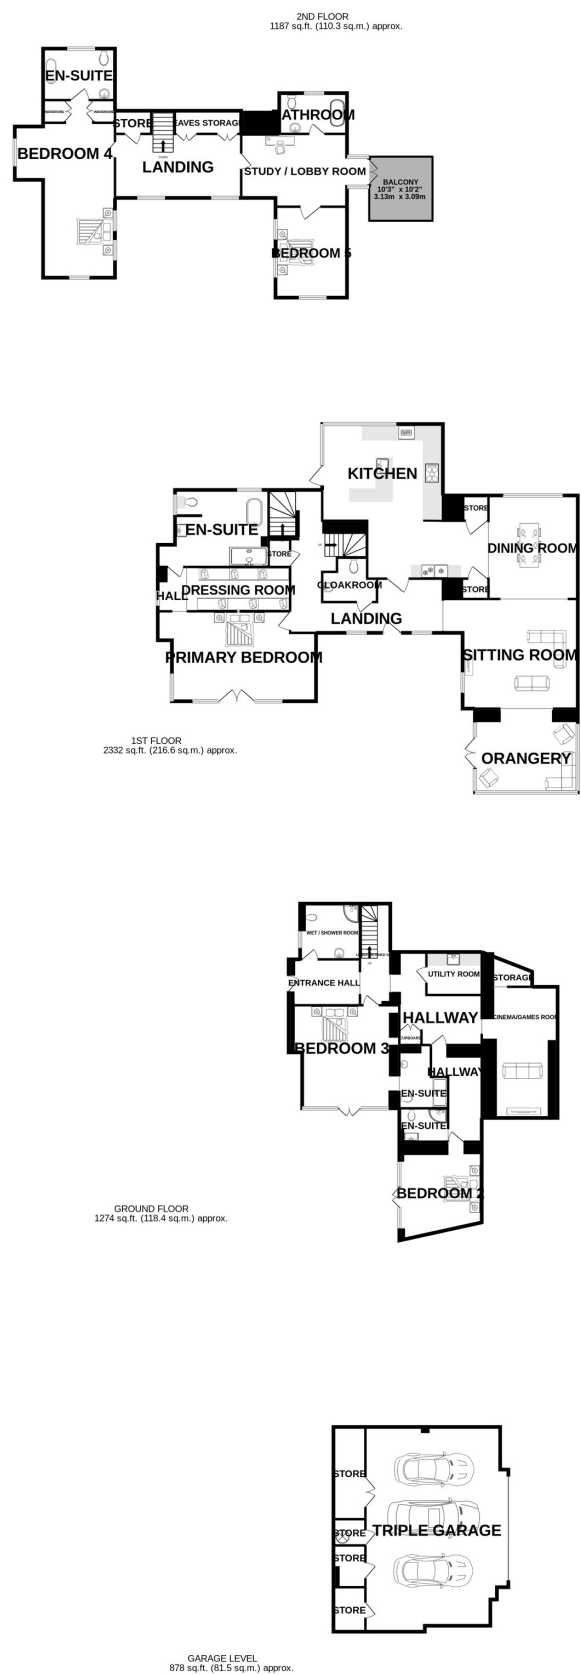 2ND FLOOR
1187 sq.ft. (110.3 sq.m.) approx.
EN-SUITE
STORE
EAVES STORAGE
ATHROOM
BEDROOM 4
LANDING
STUDY / LOBBY ROOM
BALCONY
10'3" x 10'2"
3.13m x 3.09m
BEDROOM 5
KITCHEN
STORE
EN-SUITE
DINING ROOM
STORE
CLOAKROOM
HALL
DRESSING ROOM
STORE
LANDING
PRIMARY BEDROOM
SITTING ROOM
1ST FLOOR
2332 sq.ft. (216.6 sq.m.) approx.
ORANGERY
WET / SHOWER ROOM
UTILITY ROOM
STORAGE
ENTRANCE HALL
UP
HALLWAY
CINEMA/GAMES ROOM
CUPBOARD
BEDROOM 3
HALLWAY
EN-SUITE
EN-SUITE
BEDROOM 2
GROUND FLOOR
1274 sq.ft. (118.4 sq.m.) approx.
STORE
TRIPLE GARAGE
STORE
STORE
STORE
GARAGE LEVEL
878 sq.ft. (81.5 sq.m.) approx.